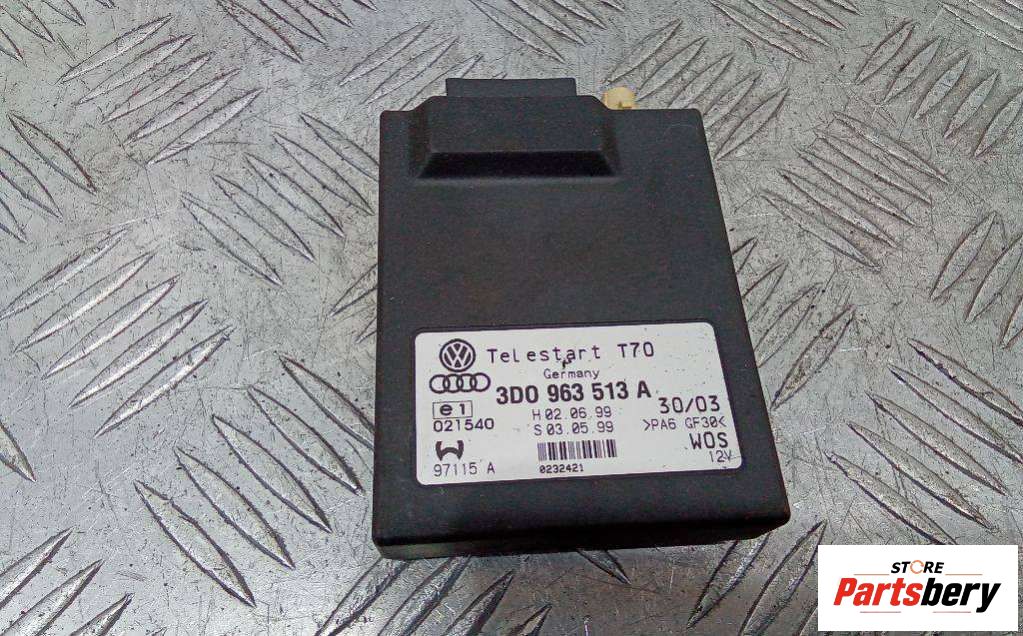 Telestart T70
Germany
3D0 963 513 A
e1
021540
H 02.06.99
S 03.05.99
30/03
>PA6 GF30<
WOS
12V
97115 A
0232421
STORE
Partsbery